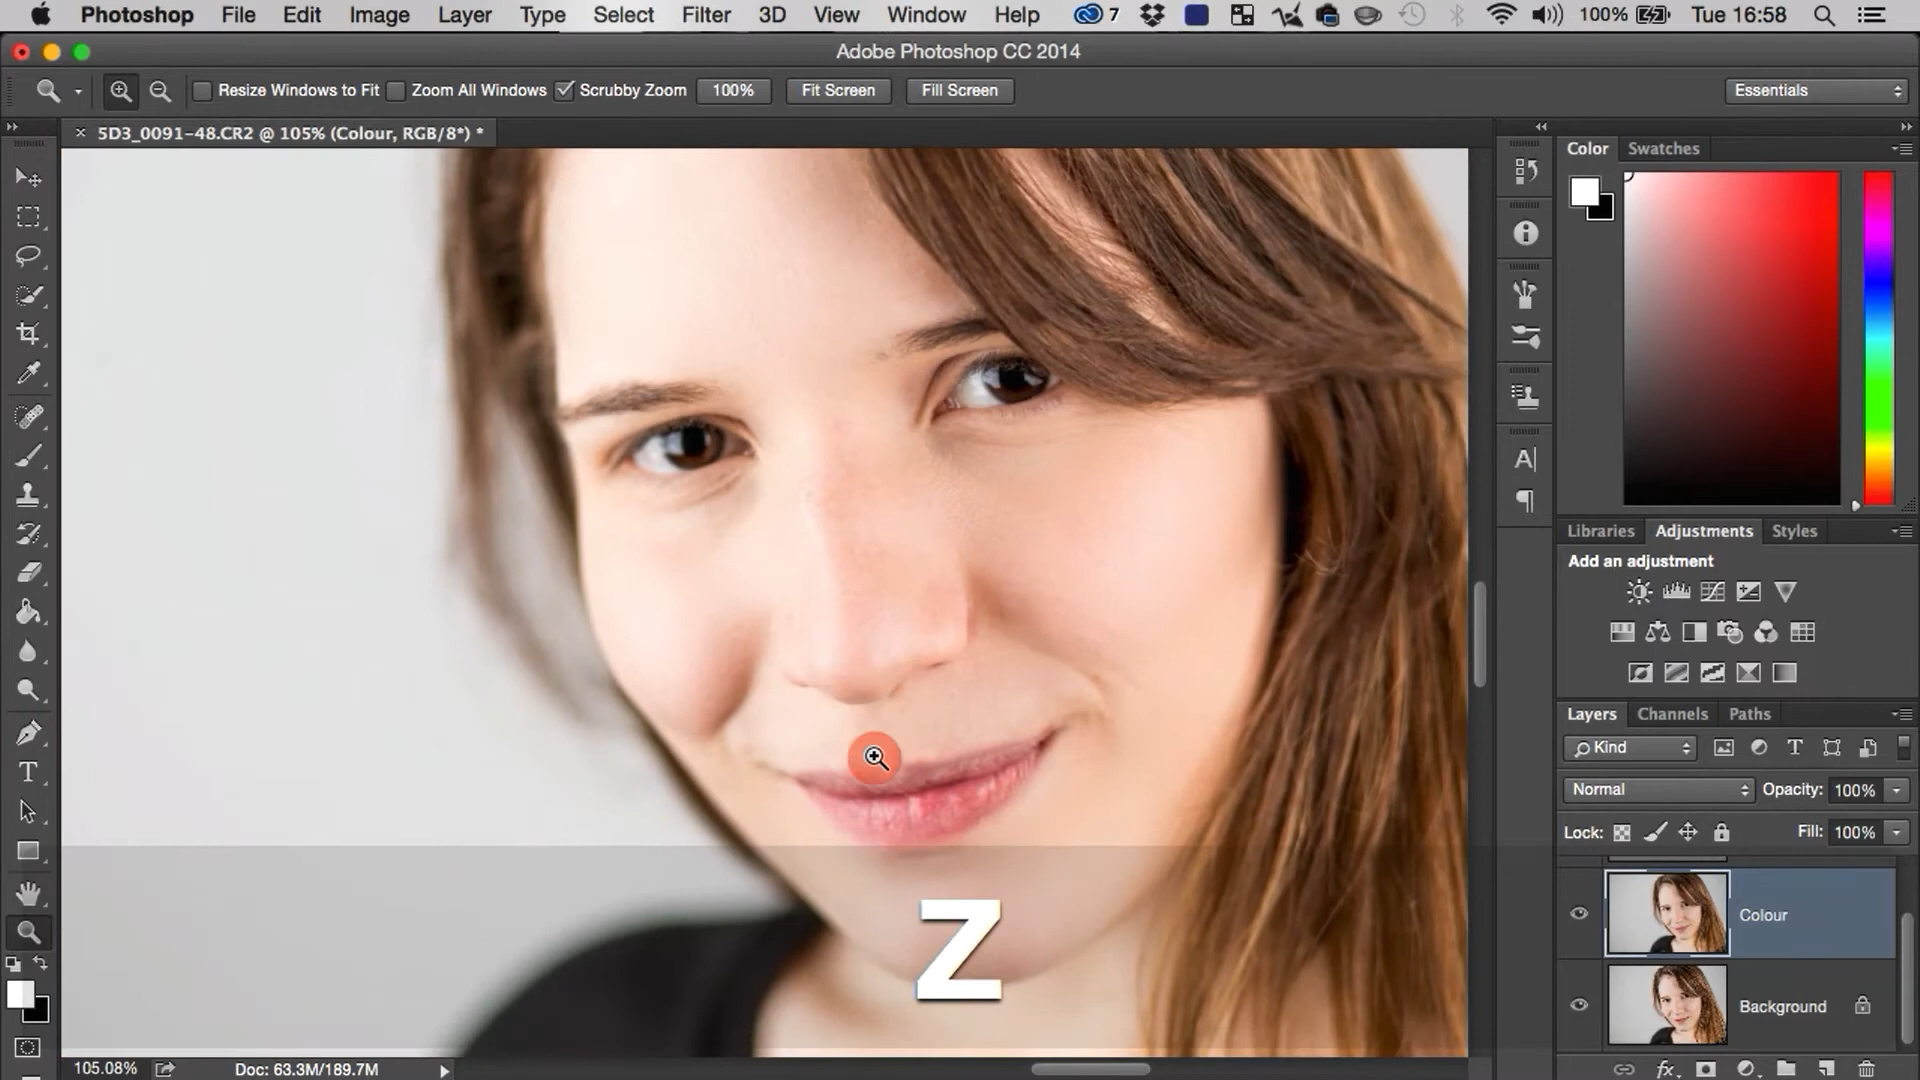 Photoshop File Edit Image Layer Type Select Filter 3D View Window Help 7 100% Tue 16:58
Adobe Photoshop CC 2014
Resize Windows to Fit Zoom All Windows Scrubby Zoom 100% Fit Screen Fill Screen Essentials
5D3_0091-48.CR2 @ 105% (Colour, RGB/8*) *
Color Swatches
Libraries Adjustments Styles
Add an adjustment
Layers Channels Paths
Kind
Normal Opacity: 100%
Lock: Fill: 100%
Colour
Background
Z
105.08% Doc: 63.3M/189.7M